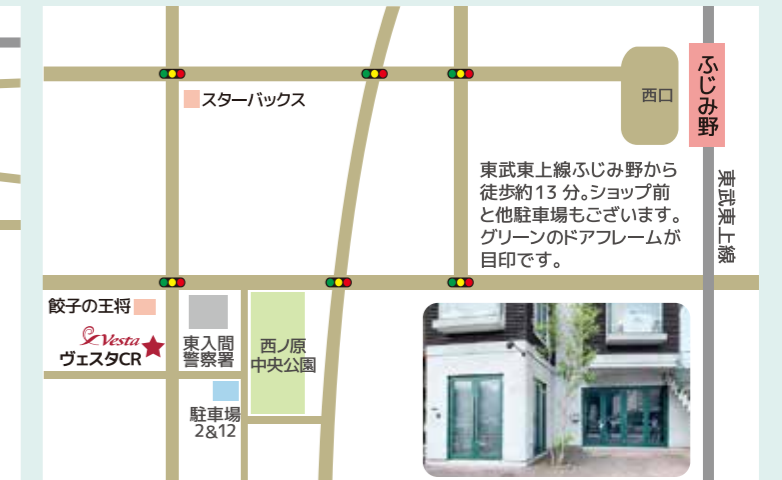 ふじみ野
西口
スターバックス
東武東上線ふじみ野から
徒歩約13 分。ショップ前
と他駐車場もございます。
グリーンのドアフレームが
目印です。
東武東上線
餃子の王将
Vesta
ヴェスタCR
東入間
警察署
西ノ原
中央公園
駐車場
2&12